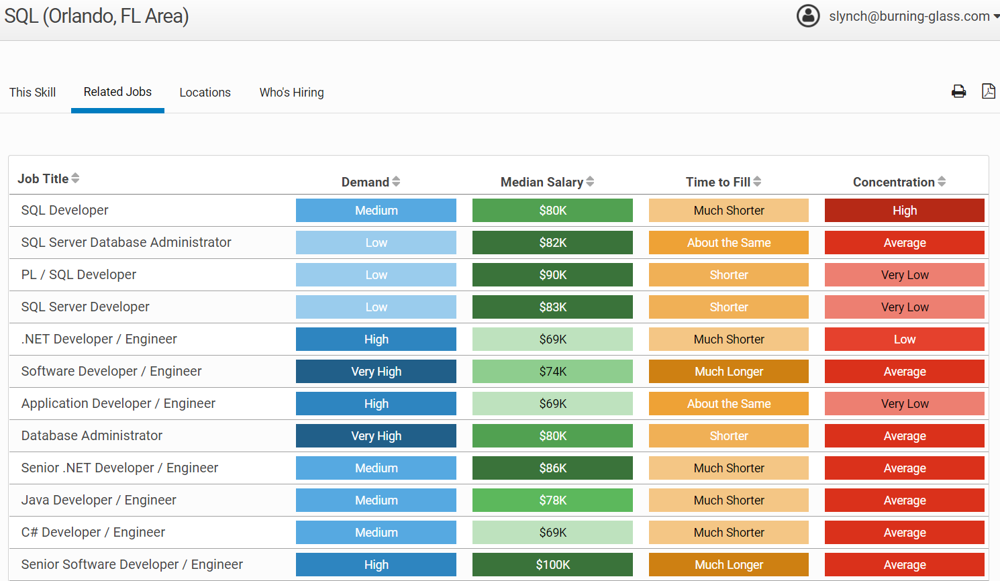 SQL (Orlando, FL Area)
slynch@burning-glass.com
This Skill Related Jobs Locations Who's Hiring
Job Title Demand Median Salary Time to Fill Concentration
SQL Developer Medium $80K Much Shorter High
SQL Server Database Administrator Low $82K About the Same Average
PL / SQL Developer Low $90K Shorter Very Low
SQL Server Developer Low $83K Shorter Very Low
.NET Developer / Engineer High $69K Much Shorter Low
Software Developer / Engineer Very High $74K Much Longer Average
Application Developer / Engineer High $69K About the Same Very Low
Database Administrator Very High $80K Shorter Average
Senior .NET Developer / Engineer Medium $86K Much Shorter Average
Java Developer / Engineer Medium $78K Much Shorter Average
C# Developer / Engineer Medium $69K Much Shorter Average
Senior Software Developer / Engineer High $100K Much Longer Average